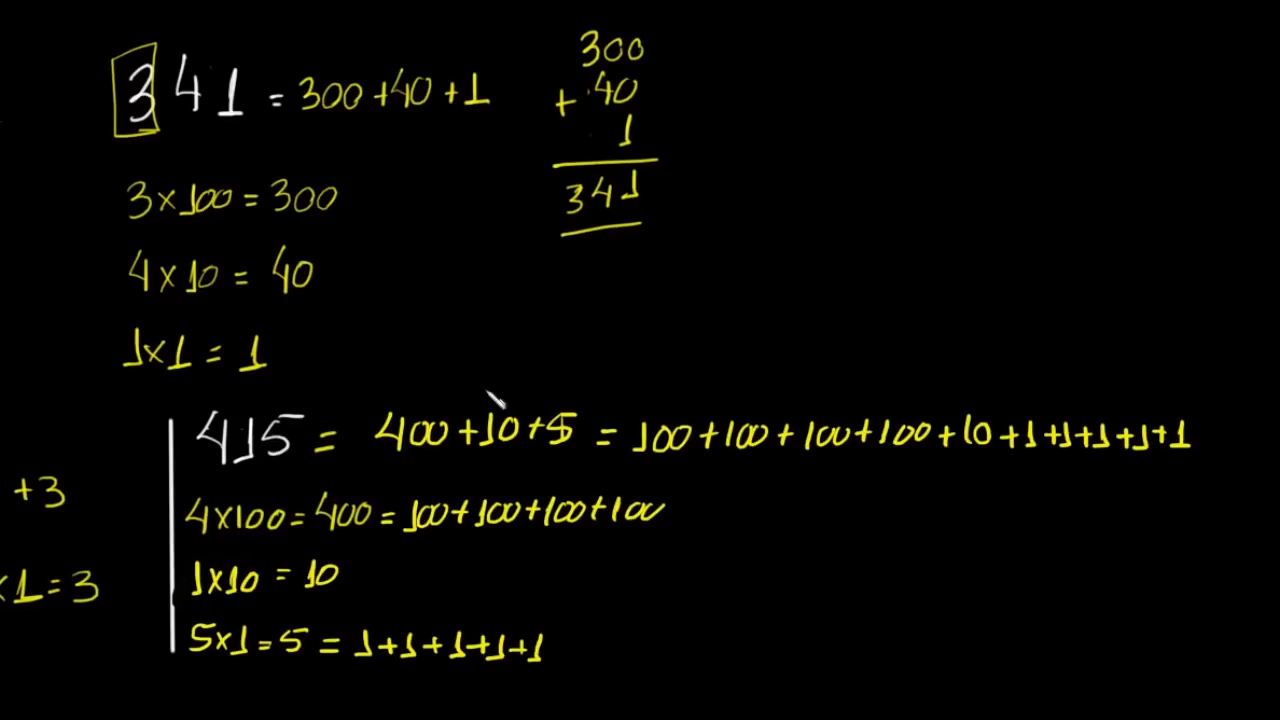 341 = 300 + 40 + 1
300
+ 40
1
341
3 × 100 = 300
4 × 10 = 40
1 × 1 = 1
415 = 400 + 10 + 5 = 100 + 100 + 100 + 100 + 10 + 1 + 1 + 1 + 1 + 1
4 × 100 = 400 = 100 + 100 + 100 + 100
1 × 10 = 10
5 × 1 = 5 = 1 + 1 + 1 + 1 + 1
+3
× 1 = 3